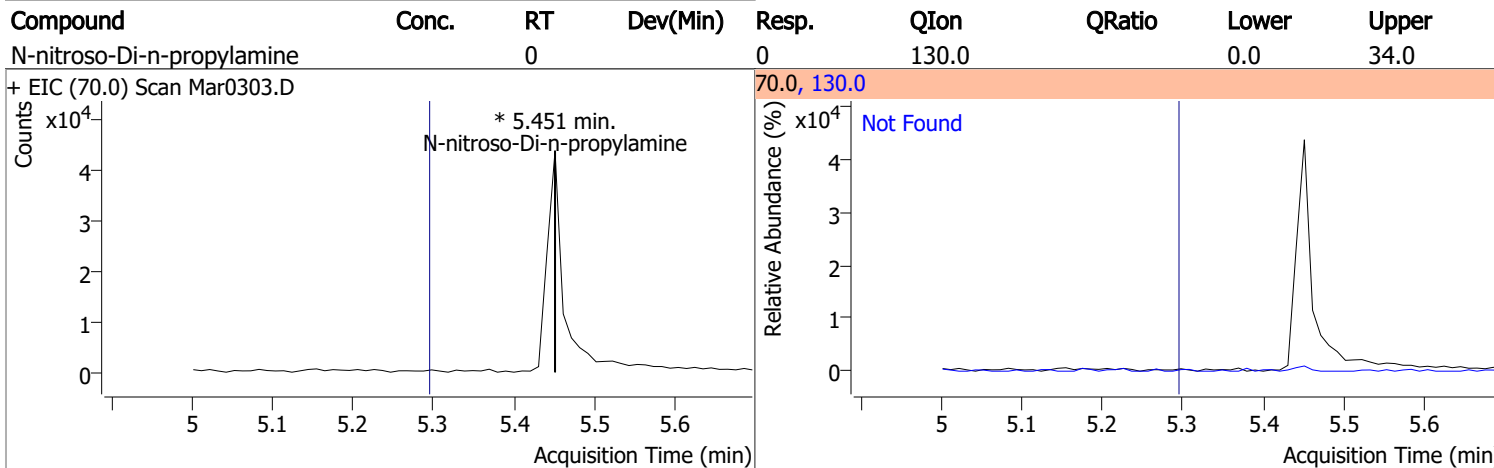 Compound Conc. RT Dev(Min) Resp. QIon QRatio Lower Upper
N-nitroso-Di-n-propylamine 0 0 130.0 0.0 34.0
+ EIC (70.0) Scan Mar0303.D
Counts
x10⁴
* 5.451 min.
N-nitroso-Di-n-propylamine
4
3
2
1
0
5 5.1 5.2 5.3 5.4 5.5 5.6
Acquisition Time (min)
70.0, 130.0
Relative Abundance (%)
x10⁴
Not Found
4
3
2
1
0
5 5.1 5.2 5.3 5.4 5.5 5.6
Acquisition Time (min